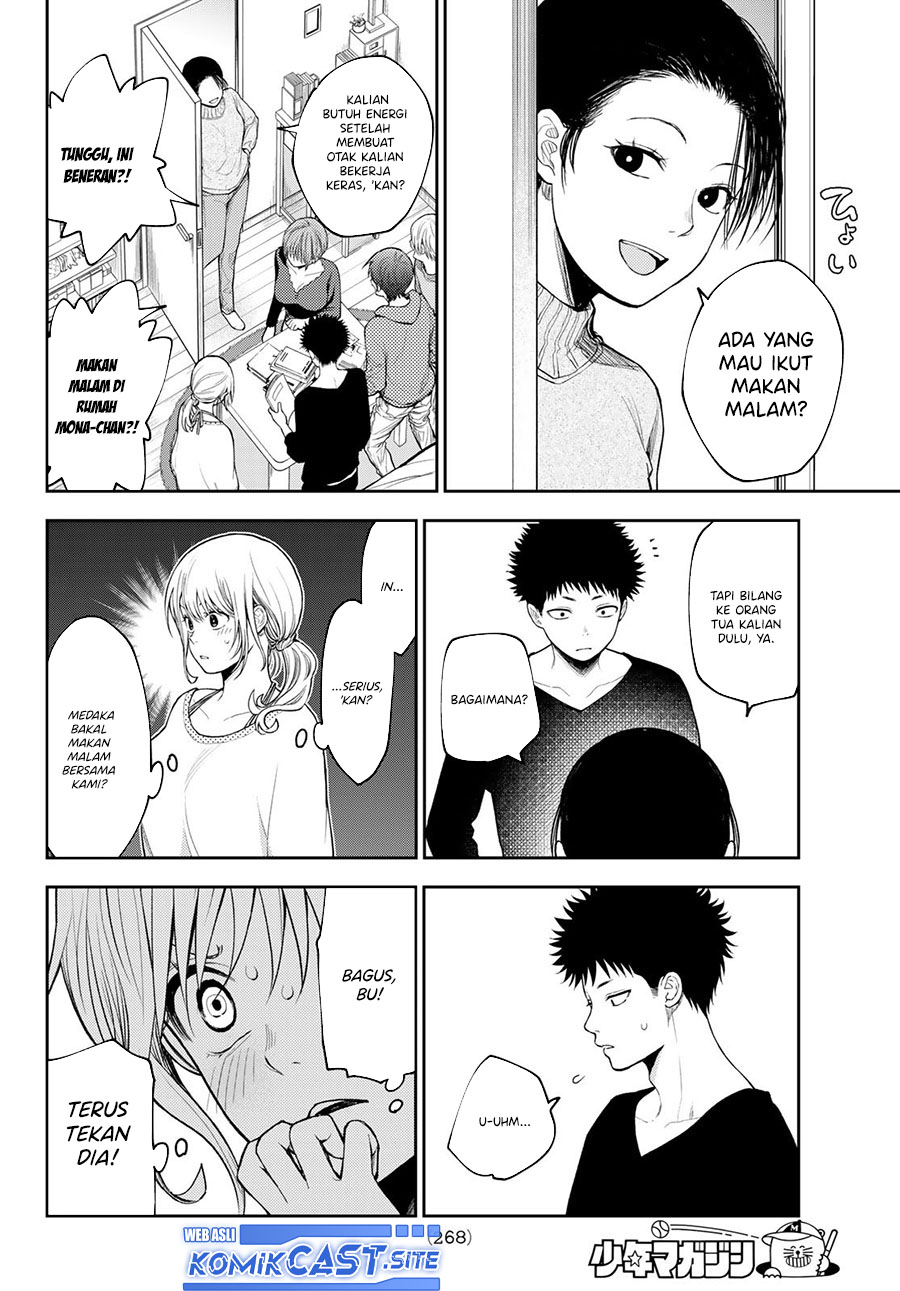 ADA YANG
MAU IKUT
MAKAN
MALAM?
ひょい
KALIAN
BUTUH ENERGI
SETELAH
MEMBUAT
OTAK KALIAN
BEKERJA
KERAS, 'KAN?
TUNGGU, INI
BENERAN?!
MAKAN
MALAM DI
RUMAH
MONA-CHAN?!
TAPI BILANG
KE ORANG
TUA KALIAN
DULU, YA.
BAGAIMANA?
IN...
...SERIUS,
'KAN?
MEDAKA
BAKAL
MAKAN
MALAM
BERSAMA
KAMI?
U-UHM...
BAGUS,
BU!
TERUS
TEKAN
DIA!
WEB ASLI
KOMIKCAST.SITE
(268)
少年マガジン
M